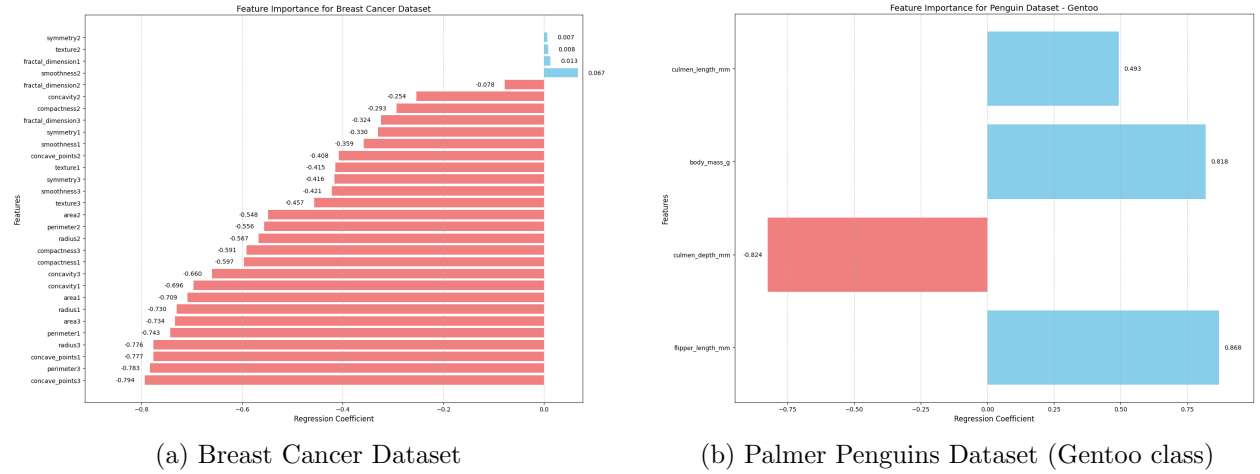 Feature Importance for Breast Cancer Dataset
symmetry2 0.007
texture2 0.008
fractal_dimension1 0.013
smoothness2 0.067
fractal_dimension2 -0.078
concavity2 -0.254
compactness2 -0.293
fractal_dimension3 -0.324
symmetry1 -0.330
smoothness1 -0.359
concave_points2 -0.408
texture1 -0.415
symmetry3 -0.416
smoothness3 -0.421
texture3 -0.457
area2 -0.548
perimeter2 -0.556
radius2 -0.567
compactness3 -0.591
compactness1 -0.597
concavity3 -0.660
concavity1 -0.696
area1 -0.709
radius1 -0.730
area3 -0.734
perimeter1 -0.743
radius3 -0.776
concave_points1 -0.777
perimeter3 -0.783
concave_points3 -0.794
Features
−0.8 −0.6 −0.4 −0.2 0.0
Regression Coefficient
(a) Breast Cancer Dataset
Feature Importance for Penguin Dataset - Gentoo
culmen_length_mm 0.493
body_mass_g 0.818
culmen_depth_mm -0.824
flipper_length_mm 0.868
Features
−0.75 −0.50 −0.25 0.00 0.25 0.50 0.75
Regression Coefficient
(b) Palmer Penguins Dataset (Gentoo class)